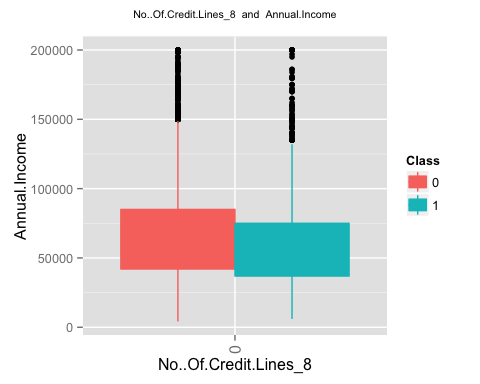 No..Of.Credit.Lines_8 and Annual.Income
200000
150000
100000
50000
0
Annual.Income
0
No..Of.Credit.Lines_8
Class
0
1